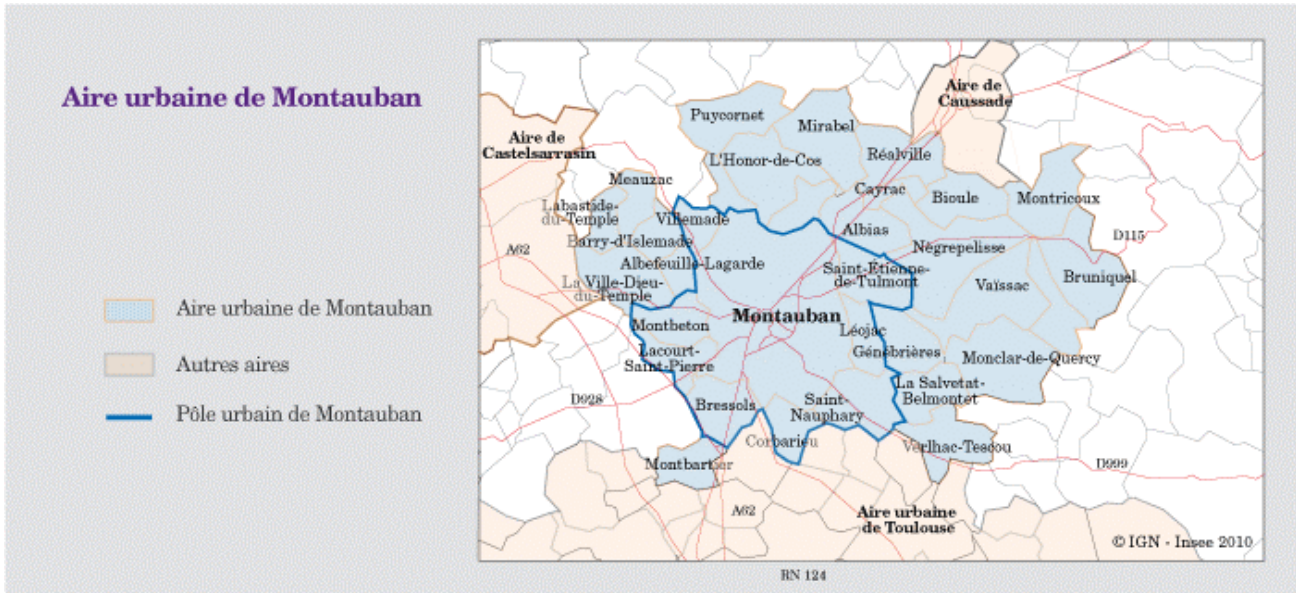 Aire urbaine de Montauban
Aire urbaine de Montauban
Autres aires
Pôle urbain de Montauban
Aire de
Caussade
Puycornet
Mirabel
Aire de
Castelsarrasin
L'Honor-de-Cos
Réalville
Meauzac
Cayrac
Bioule
Montricoux
Labastide-
du-Temple
Villemade
Albias
D115
Barry-d'Islemade
Nègrepelisse
A62
Albefeuille-Lagarde
Saint-Étienne-
de-Tulmont
Bruniquel
La Ville-Dieu-
du-Temple
Vaïssac
Montauban
Montbeton
Léojac
Lacourt-
Saint-Pierre
Génébrières
Monclar-de-Quercy
La Salvetat-
Belmontet
D928
Bressols
Saint-
Nauphary
Corbarieu
Verlhac-Tescou
Montbartier
D999
A62
Aire urbaine
de Toulouse
© IGN - Insee 2010
RN 124